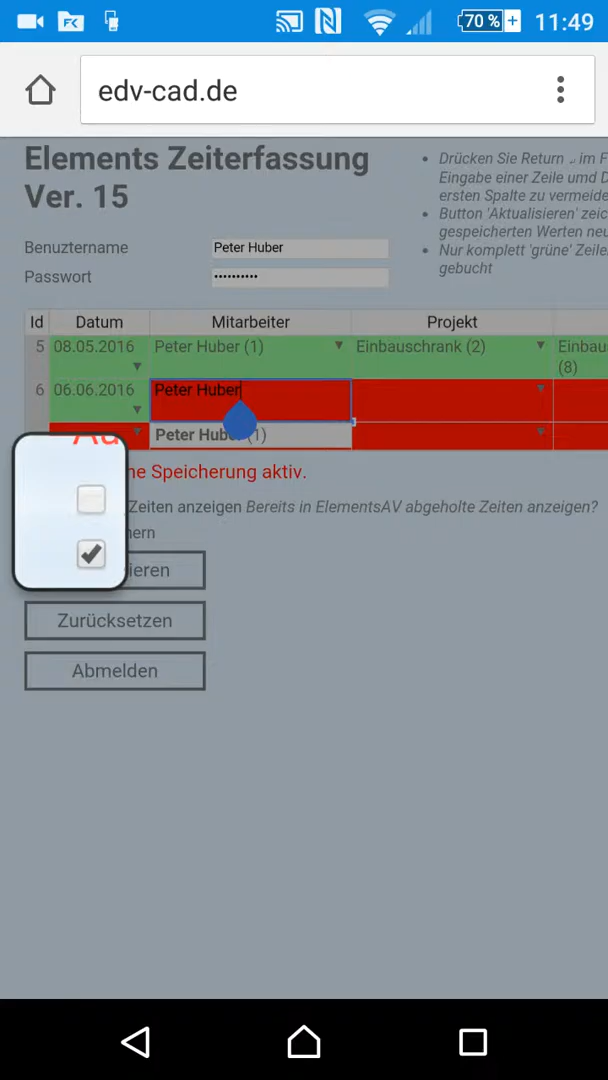 70 % 11:49
edv-cad.de
Elements Zeiterfassung
Ver. 15
Drücken Sie Return im F
Eingabe einer Zeile umd D
ersten Spalte zu vermeide
Button 'Aktualisieren' zeic
gespeicherten Werten neu
Nur komplett 'grüne' Zeile
gebucht
Benuztername Peter Huber
Passwort ••••••••••
Id Datum Mitarbeiter Projekt
5 08.05.2016 Peter Huber (1) Einbauschrank (2) Einbau
(8)
6 06.06.2016 Peter Huber
Peter Hub (1)
ne Speicherung aktiv.
Zeiten anzeigen Bereits in ElementsAV abgeholte Zeiten anzeigen?
nern
ieren
Zurücksetzen
Abmelden